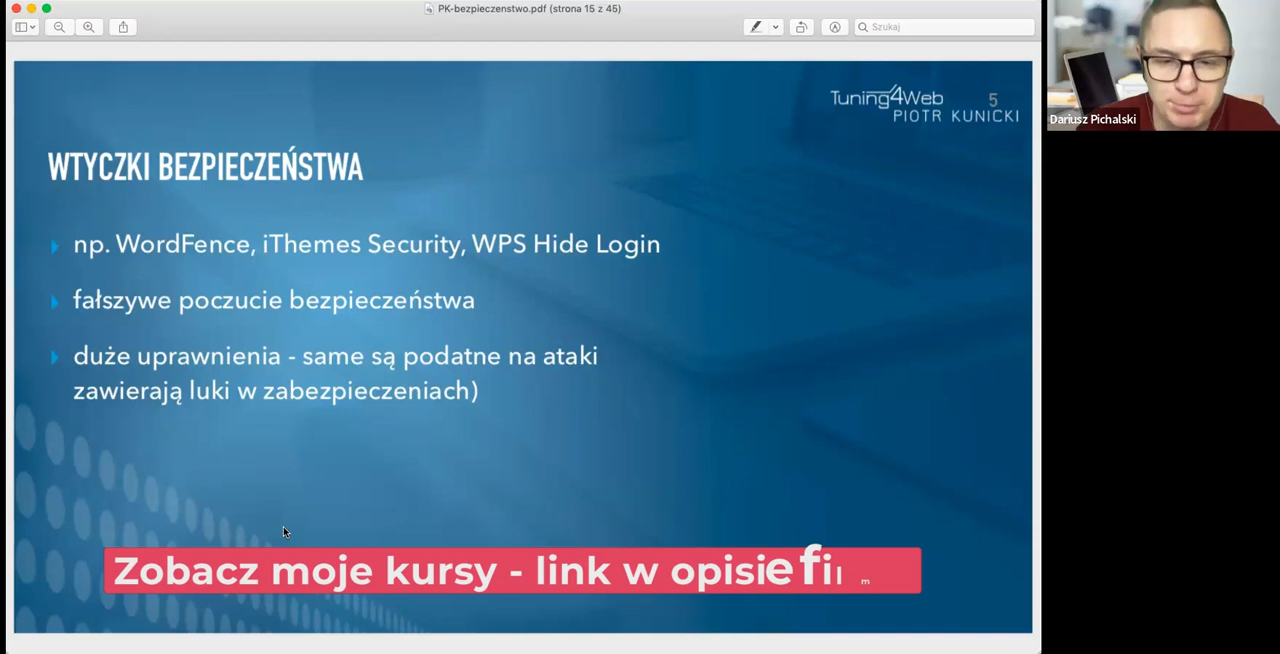 PK-bezpieczenstwo.pdf (strona 15 z 45)
Szukaj
Tuning4Web
5
PIOTR KUNICKI
Dariusz Pichalski
WTYCZKI BEZPIECZEŃSTWA
np. WordFence, iThemes Security, WPS Hide Login
fałszywe poczucie bezpieczeństwa
duże uprawnienia - same są podatne na ataki
zawierają luki w zabezpieczeniach)
Zobacz moje kursy - link w opisie film